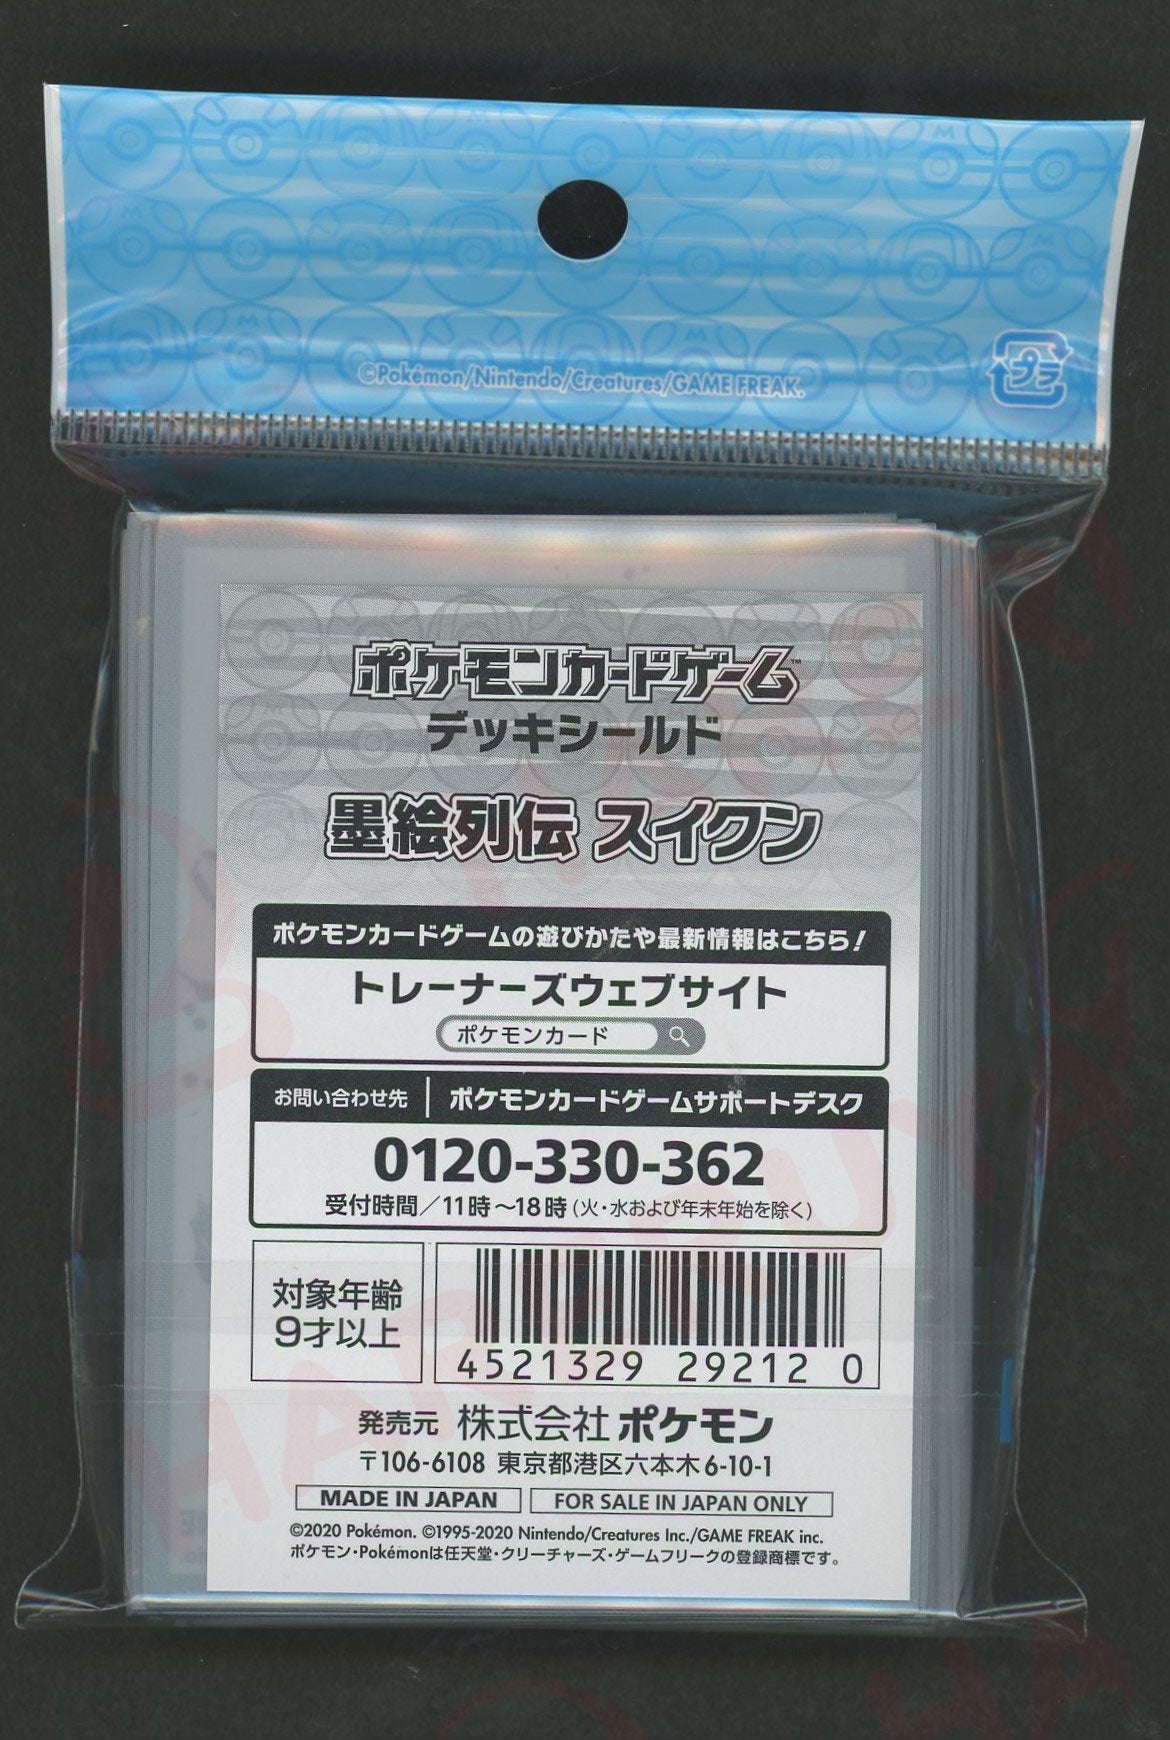 ©Pokémon/Nintendo/Creatures/GAME FREAK.
プラ
ポケモンカードゲーム™
デッキシールド
墨絵列伝 スイクン
ポケモンカードゲームの遊びかたや最新情報はこちら!
トレーナーズウェブサイト
ポケモンカード
お問い合わせ先 ポケモンカードゲームサポートデスク
0120-330-362
受付時間/11時〜18時(火・水および年末年始を除く)
対象年齢
9才以上
4521329 29212 0
発売元 株式会社 ポケモン
〒106-6108 東京都港区六本木6-10-1
MADE IN JAPAN FOR SALE IN JAPAN ONLY
©2020 Pokémon. ©1995-2020 Nintendo/Creatures Inc./GAME FREAK inc.
ポケモン・Pokémonは任天堂・クリーチャーズ・ゲームフリークの登録商標です。